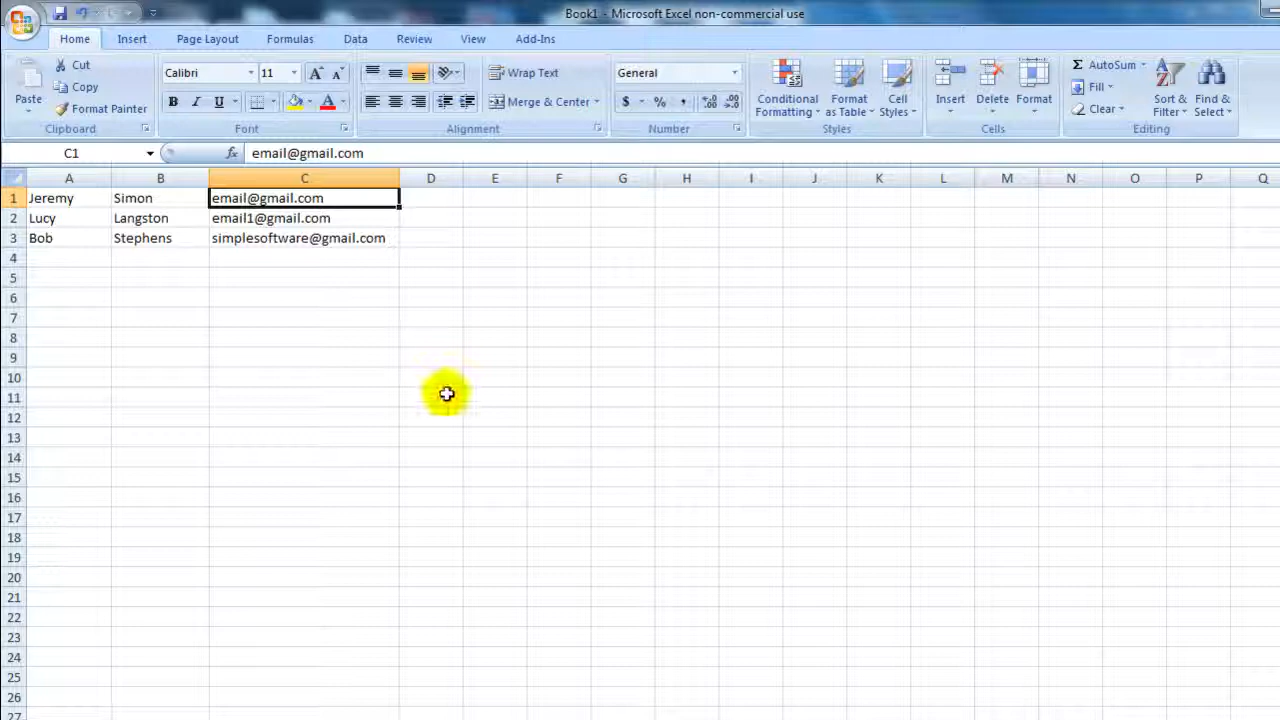 Book1 - Microsoft Excel non-commercial use
Home Insert Page Layout Formulas Data Review View Add-Ins
Paste
Cut
Copy
Format Painter
Clipboard
Calibri 11
B I U
Font
Wrap Text
Merge & Center
Alignment
General
$ % , .00 .0
Number
Conditional Formatting
Format as Table
Cell Styles
Styles
Insert Delete Format
Cells
Σ AutoSum
Fill
Clear
Sort & Filter
Find & Select
Editing
C1 fx email@gmail.com
A B C D E F G H I J K L M N O P Q
1 Jeremy Simon email@gmail.com
2 Lucy Langston email1@gmail.com
3 Bob Stephens simplesoftware@gmail.com
4
5
6
7
8
9
10
11
12
13
14
15
16
17
18
19
20
21
22
23
24
25
26
27